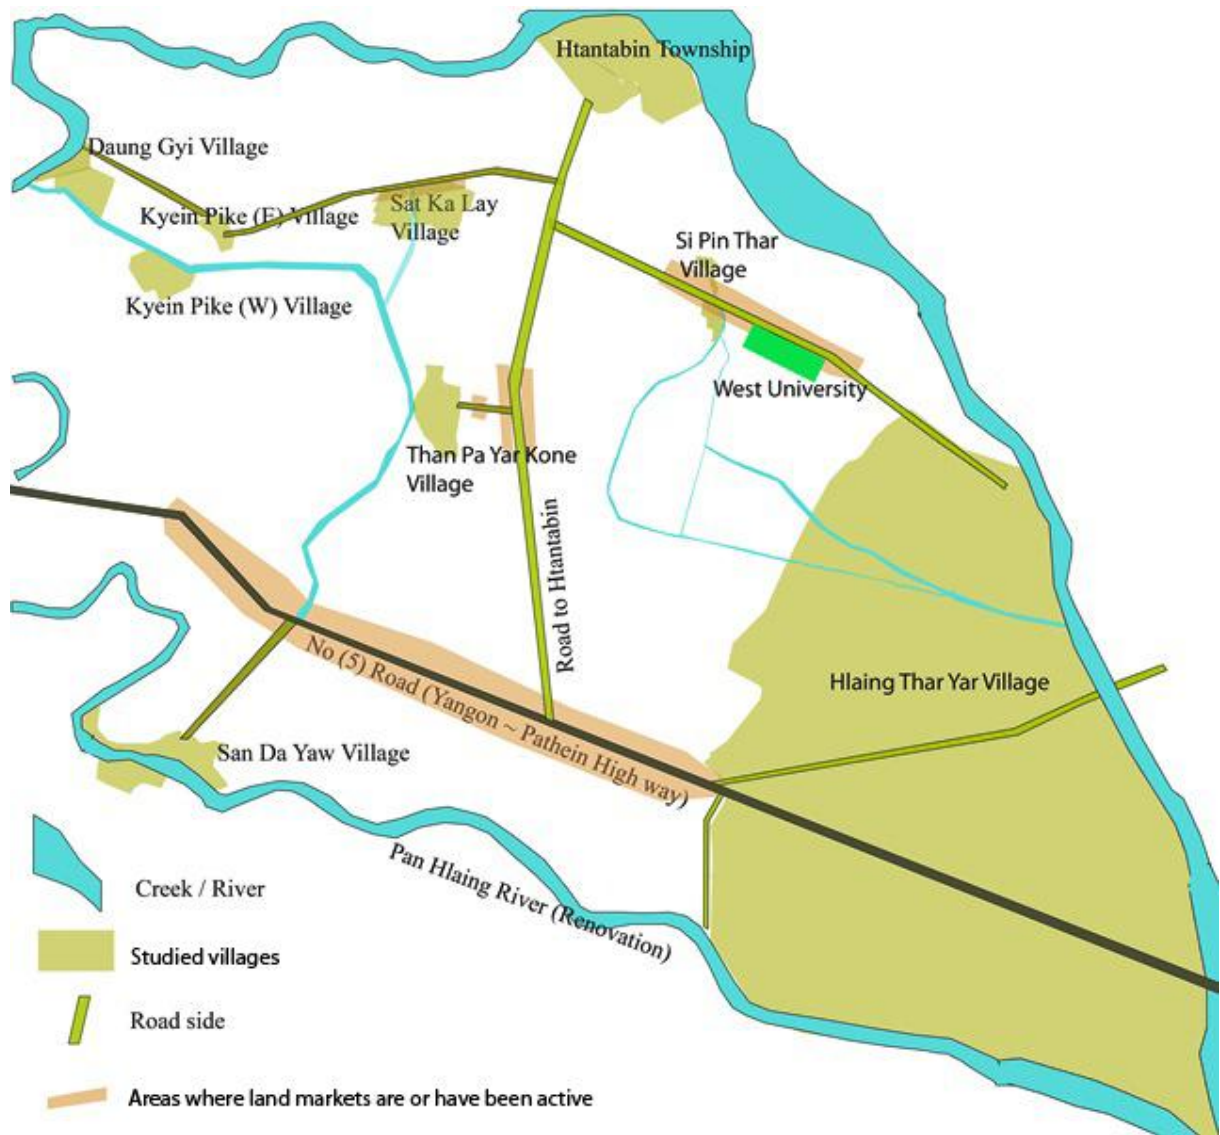 Htantabin Township
Daung Gyi Village
Kyein Pike (E) Village
Sat Ka Lay
Village
Si Pin Thar
Village
Kyein Pike (W) Village
West University
Than Pa Yar Kone
Village
Road to Htantabin
No (5) Road (Yangon ~ Pathein High way)
Hlaing Thar Yar Village
San Da Yaw Village
Pan Hlaing River (Renovation)
Creek / River
Studied villages
Road side
Areas where land markets are or have been active